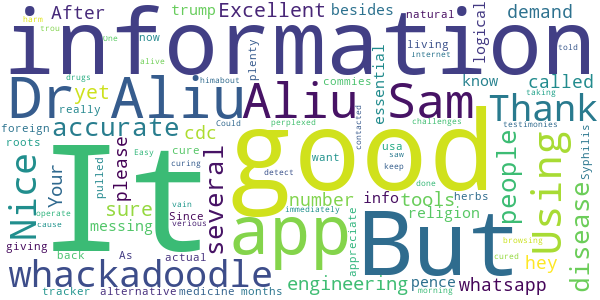 After trump Excellent besides natural logical demand
information
trou One now plenty living internet told
harm alive
drugs himabout commies essential know called
Dr Aliu Aliu Sam Thank
yet really Could contacted taking
foreign accurate cdc perplexed challenges testimonies
roots cure want usa saw keep people Using disease Syphilis
Nice It good But
Your please pulled Easy curing several number info tools
sure vain detect done herbs
messing Since app appreciate religion browsing
giving back As actual immediately hey
operate cause verious engineering pence cured
whackadoodle whatsapp
tracker alternative medicine months morning